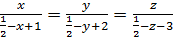 x/(1/2-x+1) = y/(1/2-y+2) = z/(1/2-z-3)